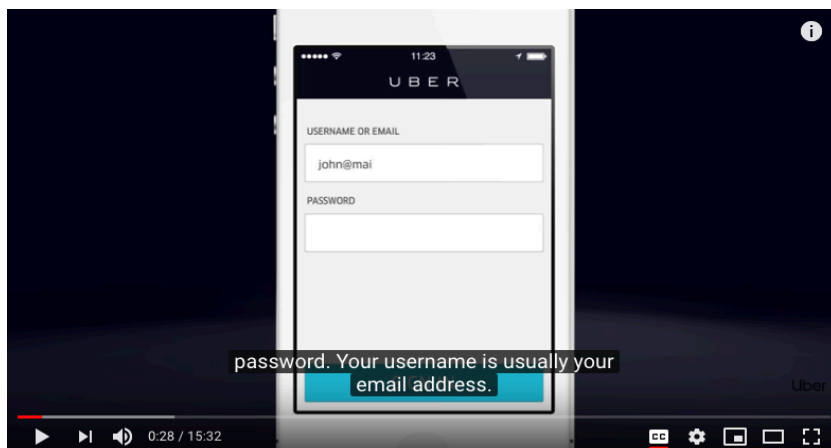 11:23
UBER
USERNAME OR EMAIL
john@mai
PASSWORD
password. Your username is usually your
email address.
Uber
0:28 / 15:32
CC